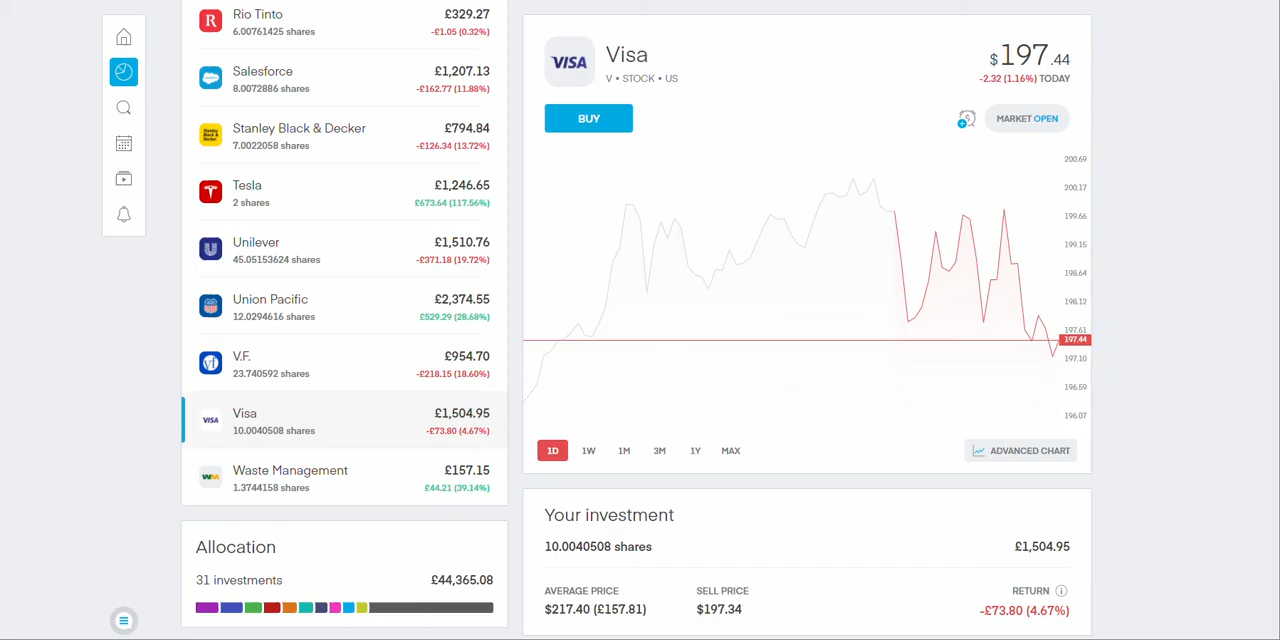 Rio Tinto £329.27
6.00761425 shares -£1.05 (0.32%)
Salesforce £1,207.13
8.0072886 shares -£162.77 (11.88%)
Stanley Black & Decker £794.84
7.0022058 shares -£126.34 (13.72%)
Tesla £1,246.65
2 shares £673.64 (117.56%)
Unilever £1,510.76
45.05153624 shares -£371.18 (19.72%)
Union Pacific £2,374.55
12.0294616 shares £529.29 (28.68%)
V.F. £954.70
23.740592 shares -£218.15 (18.60%)
VISA
Visa £1,504.95
10.0040508 shares -£73.80 (4.67%)
Waste Management £157.15
1.3744158 shares £44.21 (39.14%)
Allocation
31 investments £44,365.08
VISA
Visa
V • STOCK • US
$197.44
-2.32 (1.16%) TODAY
BUY
MARKET OPEN
200.69
200.17
199.66
199.15
198.64
198.12
197.61
197.44
197.10
196.59
196.07
1D 1W 1M 3M 1Y MAX
ADVANCED CHART
Your investment
10.0040508 shares £1,504.95
AVERAGE PRICE SELL PRICE RETURN
$217.40 (£157.81) $197.34 -£73.80 (4.67%)